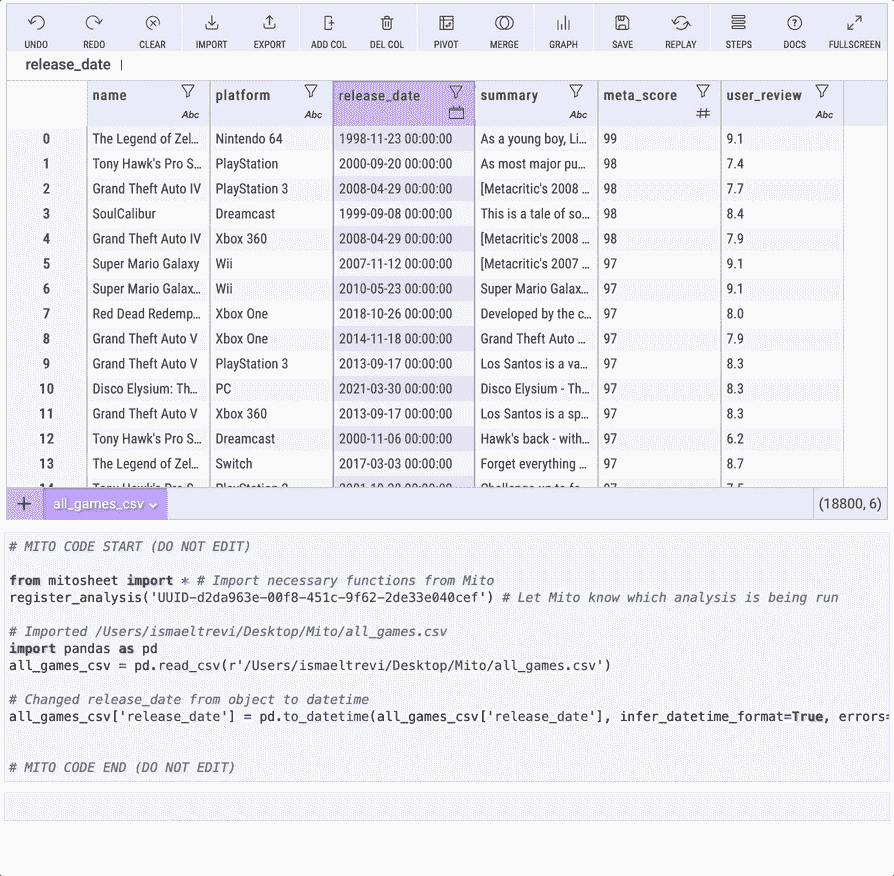 UNDO REDO CLEAR IMPORT EXPORT ADD COL DEL COL PIVOT MERGE GRAPH SAVE REPLAY STEPS DOCS FULLSCREEN
release_date
name platform release_date summary meta_score user_review
Abc Abc Abc # Abc
0 The Legend of Zel... Nintendo 64 1998-11-23 00:00:00 As a young boy, Li... 99 9.1
1 Tony Hawk's Pro S... PlayStation 2000-09-20 00:00:00 As most major pu... 98 7.4
2 Grand Theft Auto IV PlayStation 3 2008-04-29 00:00:00 [Metacritic's 2008 ... 98 7.7
3 SoulCalibur Dreamcast 1999-09-08 00:00:00 This is a tale of so... 98 8.4
4 Grand Theft Auto IV Xbox 360 2008-04-29 00:00:00 [Metacritic's 2008 ... 98 7.9
5 Super Mario Galaxy Wii 2007-11-12 00:00:00 [Metacritic's 2007 ... 97 9.1
6 Super Mario Galax... Wii 2010-05-23 00:00:00 Super Mario Galax... 97 9.1
7 Red Dead Redemp... Xbox One 2018-10-26 00:00:00 Developed by the c... 97 8.0
8 Grand Theft Auto V Xbox One 2014-11-18 00:00:00 Grand Theft Auto ... 97 7.9
9 Grand Theft Auto V PlayStation 3 2013-09-17 00:00:00 Los Santos is a va... 97 8.3
10 Disco Elysium: Th... PC 2021-03-30 00:00:00 Disco Elysium - Th... 97 8.3
11 Grand Theft Auto V Xbox 360 2013-09-17 00:00:00 Los Santos is a sp... 97 8.3
12 Tony Hawk's Pro S... Dreamcast 2000-11-06 00:00:00 Hawk's back - with... 97 6.2
13 The Legend of Zel... Switch 2017-03-03 00:00:00 Forget everything ... 97 8.7
+ all_games_csv (18800, 6)
# MITO CODE START (DO NOT EDIT)
from mitosheet import * # Import necessary functions from Mito
register_analysis('UUID-d2da963e-00f8-451c-9f62-2de33e040cef') # Let Mito know which analysis is being run
# Imported /Users/ismaeltrevi/Desktop/Mito/all_games.csv
import pandas as pd
all_games_csv = pd.read_csv(r'/Users/ismaeltrevi/Desktop/Mito/all_games.csv')
# Changed release_date from object to datetime
all_games_csv['release_date'] = pd.to_datetime(all_games_csv['release_date'], infer_datetime_format=True, errors=
# MITO CODE END (DO NOT EDIT)